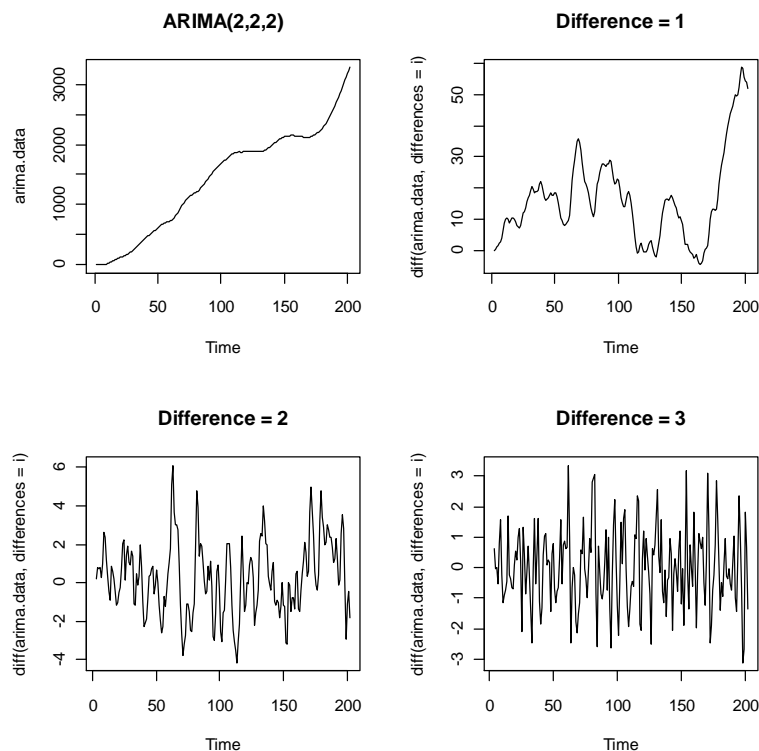 ARIMA(2,2,2)
arima.data
0
1000
2000
3000
0 50 100 150 200
Time
Difference = 1
diff(arima.data, differences = i)
0
10
30
50
0 50 100 150 200
Time
Difference = 2
diff(arima.data, differences = i)
-4
-2
0
2
4
6
0 50 100 150 200
Time
Difference = 3
diff(arima.data, differences = i)
-3
-2
-1
0
1
2
3
0 50 100 150 200
Time